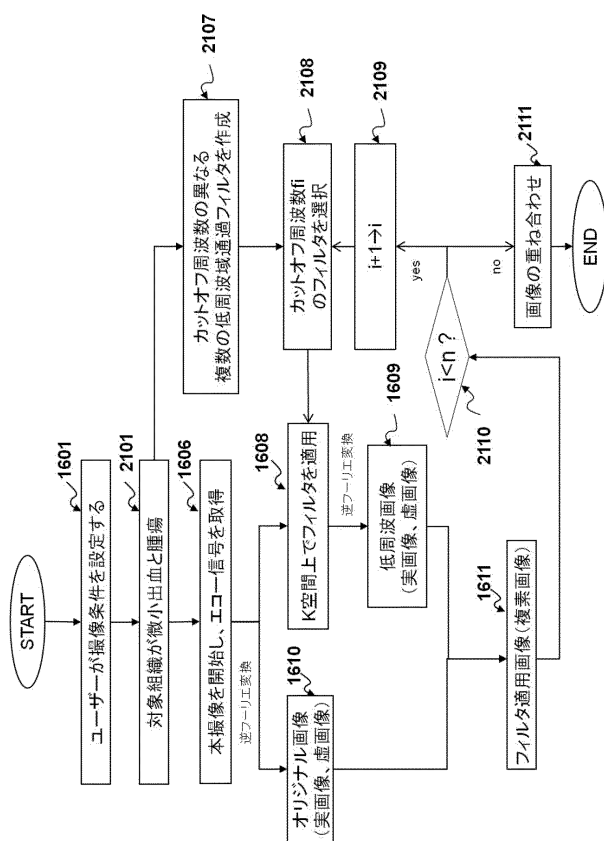 START
1601
ユーザーが撮像条件を設定する
2101
対象組織が微小出血と腫瘍
1606
本撮像を開始し、エコー信号を取得
逆フーリエ変換
1610
オリジナル画像
(実画像、虚画像)
1608
K空間上でフィルタを適用
逆フーリエ変換
1609
低周波画像
(実画像、虚画像)
1611
フィルタ適用画像(複素画像)
2107
カットオフ周波数の異なる
複数の低周波域通過フィルタを作成
2108
カットオフ周波数fi
のフィルタを選択
2109
i+1→i
yes
i<n？
2110
no
2111
画像の重ね合わせ
END